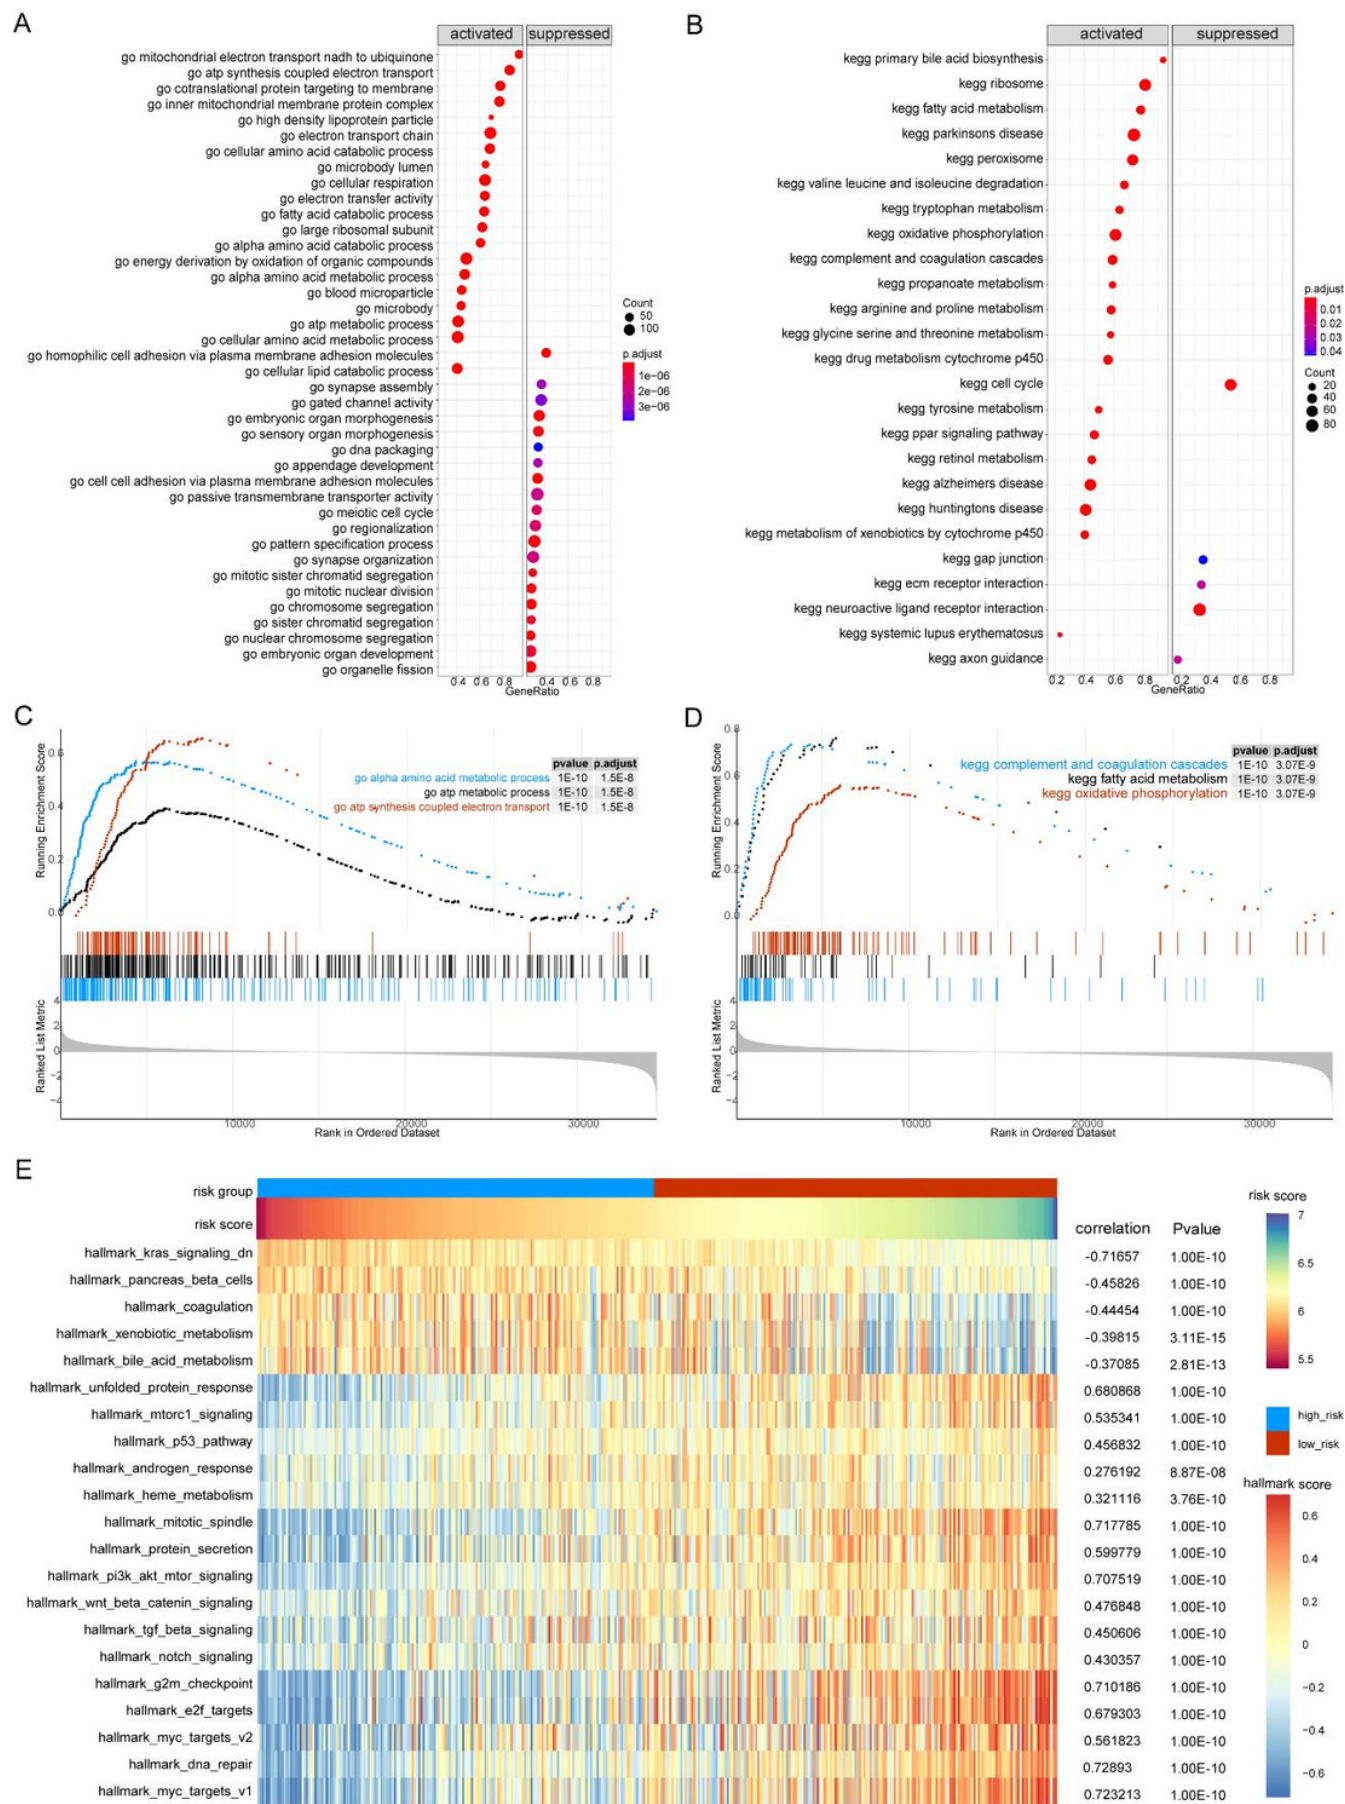 A
activated suppressed
go mitochondrial electron transport nadh to ubiquinone
go atp synthesis coupled electron transport
go cotranslational protein targeting to membrane
go inner mitochondrial membrane protein complex
go high density lipoprotein particle
go electron transport chain
go cellular amino acid catabolic process
go microbody lumen
go cellular respiration
go electron transfer activity
go fatty acid catabolic process
go large ribosomal subunit
go alpha amino acid catabolic process
go energy derivation by oxidation of organic compounds
go alpha amino acid metabolic process
go blood microparticle
go microbody
go atp metabolic process
go cellular amino acid metabolic process
go homophilic cell adhesion via plasma membrane adhesion molecules
go cellular lipid catabolic process
go synapse assembly
go gated channel activity
go embryonic organ morphogenesis
go sensory organ morphogenesis
go dna packaging
go appendage development
go cell cell adhesion via plasma membrane adhesion molecules
go passive transmembrane transporter activity
go meiotic cell cycle
go regionalization
go pattern specification process
go synapse organization
go mitotic sister chromatid segregation
go mitotic nuclear division
go chromosome segregation
go sister chromatid segregation
go nuclear chromosome segregation
go embryonic organ development
go organelle fission
0.4 0.6 0.8 0.4 0.6 0.8
GeneRatio
Count
50
100
p.adjust
1e-06
2e-06
3e-06
B
activated suppressed
kegg primary bile acid biosynthesis
kegg ribosome
kegg fatty acid metabolism
kegg parkinsons disease
kegg peroxisome
kegg valine leucine and isoleucine degradation
kegg tryptophan metabolism
kegg oxidative phosphorylation
kegg complement and coagulation cascades
kegg propanoate metabolism
kegg arginine and proline metabolism
kegg glycine serine and threonine metabolism
kegg drug metabolism cytochrome p450
kegg cell cycle
kegg tyrosine metabolism
kegg ppar signaling pathway
kegg retinol metabolism
kegg alzheimers disease
kegg huntingtons disease
kegg metabolism of xenobiotics by cytochrome p450
kegg gap junction
kegg ecm receptor interaction
kegg neuroactive ligand receptor interaction
kegg systemic lupus erythematosus
kegg axon guidance
0.2 0.4 0.6 0.8 0.2 0.4 0.6 0.8
GeneRatio
p.adjust
0.01
0.02
0.03
0.04
Count
20
40
60
80
C
Running Enrichment Score
0.6
0.4
0.2
0.0
pvalue p.adjust
go alpha amino acid metabolic process 1E-10 1.5E-8
go atp metabolic process 1E-10 1.5E-8
go atp synthesis coupled electron transport 1E-10 1.5E-8
Ranked List Metric
4
2
0
−2
−4
10000 20000 30000
Rank in Ordered Dataset
D
Running Enrichment Score
0.8
0.6
0.4
0.2
0.0
pvalue p.adjust
kegg complement and coagulation cascades 1E-10 3.07E-9
kegg fatty acid metabolism 1E-10 3.07E-9
kegg oxidative phosphorylation 1E-10 3.07E-9
Ranked List Metric
4
2
0
−2
−4
10000 20000 30000
Rank in Ordered Dataset
E
risk group
risk score
correlation Pvalue
hallmark_kras_signaling_dn -0.71657 1.00E-10
hallmark_pancreas_beta_cells -0.45826 1.00E-10
hallmark_coagulation -0.44454 1.00E-10
hallmark_xenobiotic_metabolism -0.39815 3.11E-15
hallmark_bile_acid_metabolism -0.37085 2.81E-13
hallmark_unfolded_protein_response 0.680868 1.00E-10
hallmark_mtorc1_signaling 0.535341 1.00E-10
hallmark_p53_pathway 0.456832 1.00E-10
hallmark_androgen_response 0.276192 8.87E-08
hallmark_heme_metabolism 0.321116 3.76E-10
hallmark_mitotic_spindle 0.717785 1.00E-10
hallmark_protein_secretion 0.599779 1.00E-10
hallmark_pi3k_akt_mtor_signaling 0.707519 1.00E-10
hallmark_wnt_beta_catenin_signaling 0.476848 1.00E-10
hallmark_tgf_beta_signaling 0.450606 1.00E-10
hallmark_notch_signaling 0.430357 1.00E-10
hallmark_g2m_checkpoint 0.710186 1.00E-10
hallmark_e2f_targets 0.679303 1.00E-10
hallmark_myc_targets_v2 0.561823 1.00E-10
hallmark_dna_repair 0.72893 1.00E-10
hallmark_myc_targets_v1 0.723213 1.00E-10
risk score
7
6.5
6
5.5
high_risk
low_risk
hallmark score
0.6
0.4
0.2
0
−0.2
−0.4
−0.6